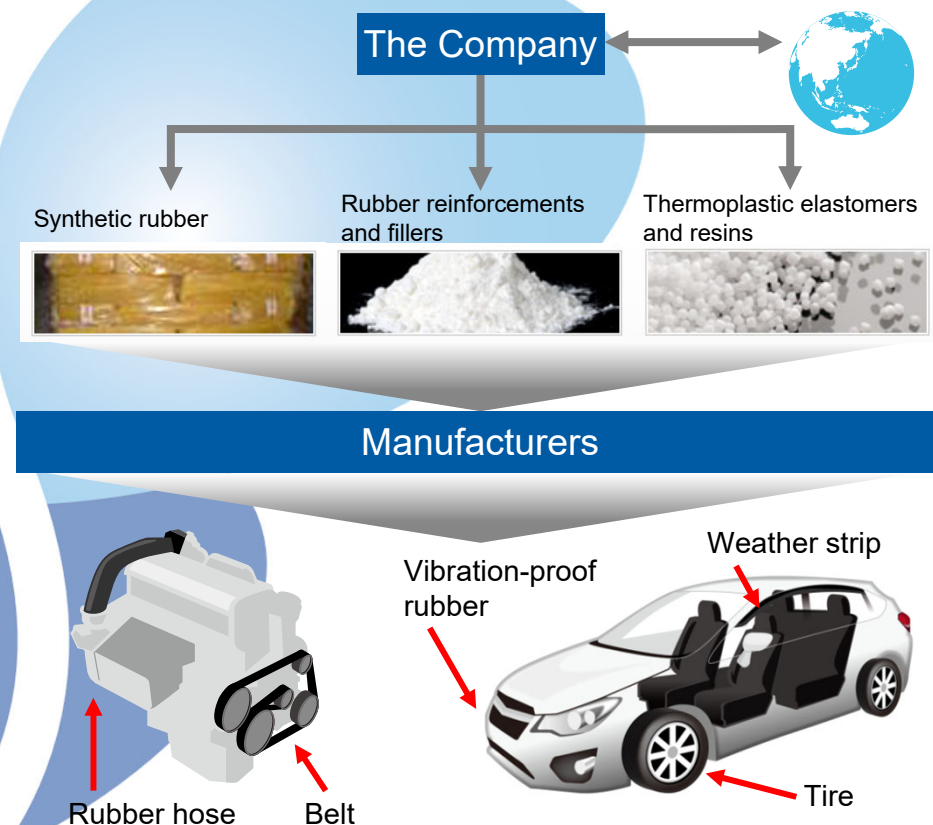 The Company
Synthetic rubber
Rubber reinforcements
and fillers
Thermoplastic elastomers
and resins
Manufacturers
Vibration-proof
rubber
Weather strip
Rubber hose
Belt
Tire